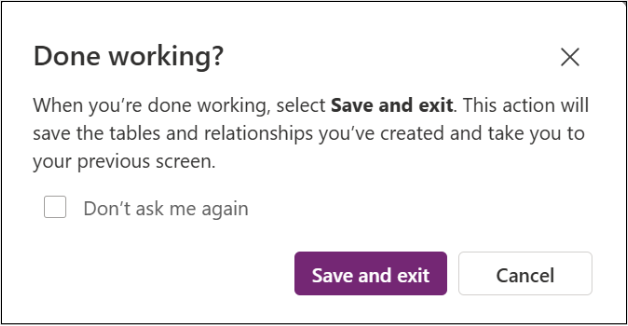 Done working?
When you’re done working, select Save and exit. This action will
save the tables and relationships you’ve created and take you to
your previous screen.
Don’t ask me again
Save and exit
Cancel